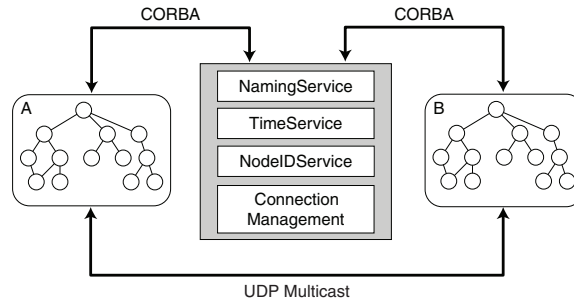 CORBA
CORBA
A
NamingService
TimeService
NodeIDService
Connection
Management
B
UDP Multicast